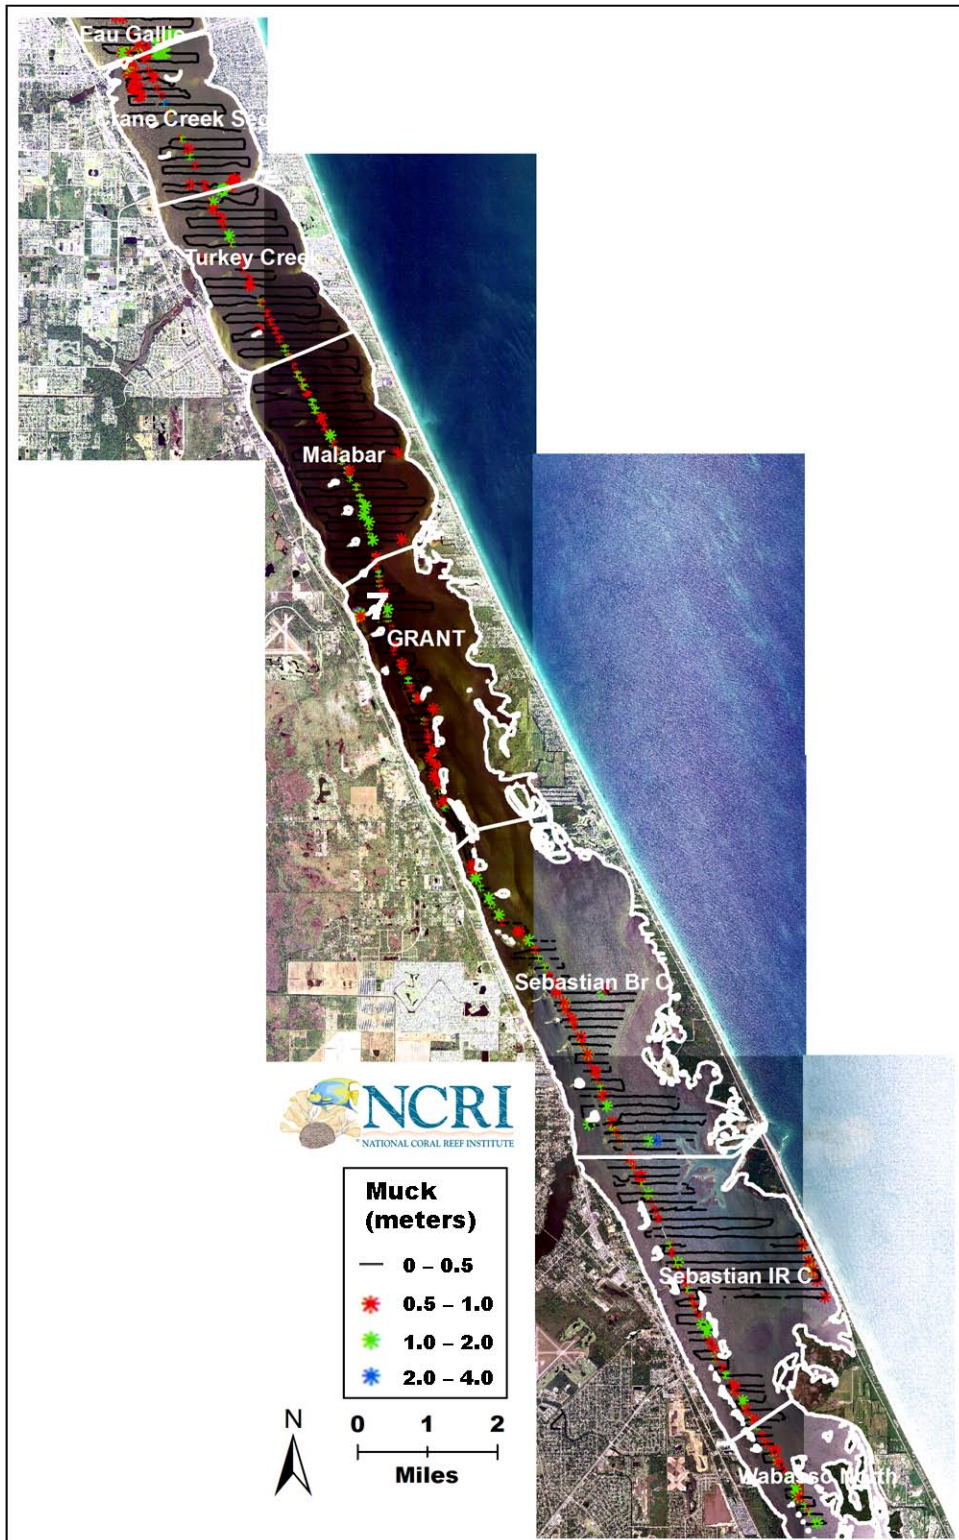 Eau Gallie
Crane Creek Seg
Turkey Creek
Malabar
7
GRANT
Sebastian Br C
NCRI
NATIONAL CORAL REEF INSTITUTE
Muck
(meters)
0 – 0.5
0.5 – 1.0
1.0 – 2.0
2.0 – 4.0
Sebastian IR C
N
0 1 2
Miles
Wabasso North